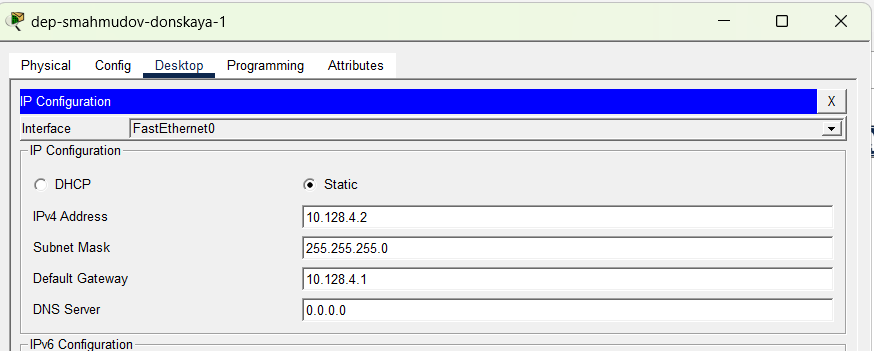 dep-smahmudov-donskaya-1
Physical Config Desktop Programming Attributes
IP Configuration X
Interface FastEthernet0
IP Configuration
DHCP Static
IPv4 Address 10.128.4.2
Subnet Mask 255.255.255.0
Default Gateway 10.128.4.1
DNS Server 0.0.0.0
IPv6 Configuration